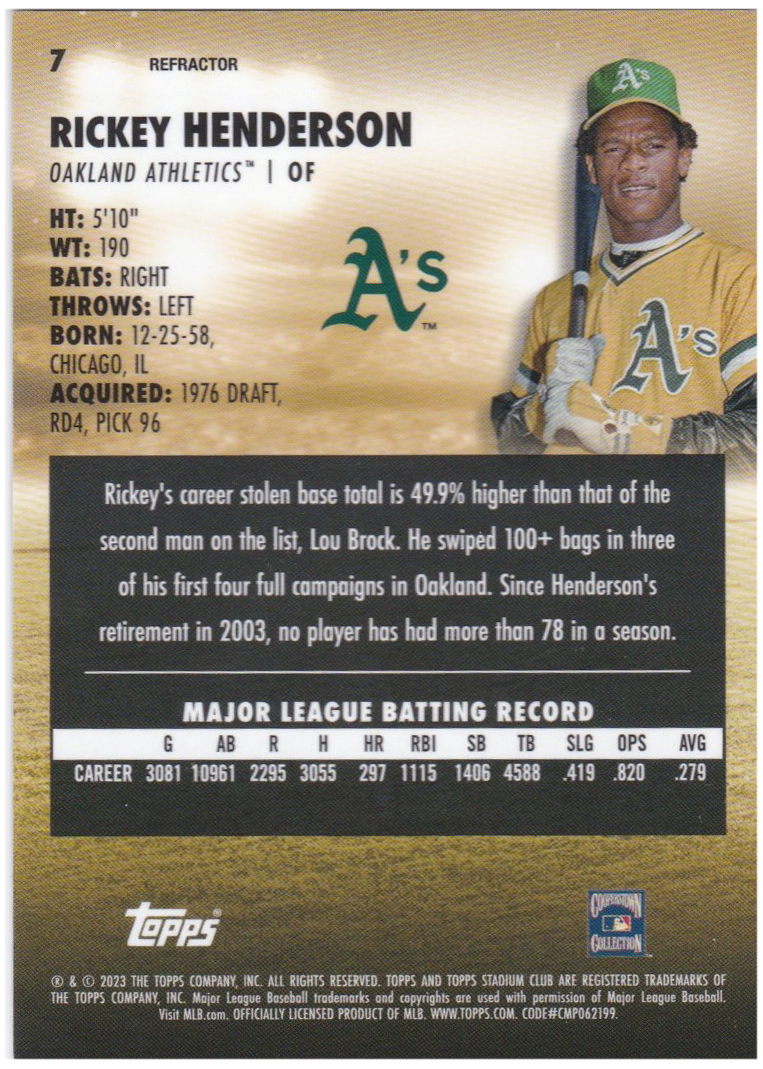 7 REFRACTOR
RICKEY HENDERSON
OAKLAND ATHLETICS™ | OF
HT: 5'10"
WT: 190
BATS: RIGHT
THROWS: LEFT
BORN: 12-25-58,
CHICAGO, IL
ACQUIRED: 1976 DRAFT,
RD4, PICK 96
A's
A's™
A's
Rickey's career stolen base total is 49.9% higher than that of the
second man on the list, Lou Brock. He swiped 100+ bags in three
of his first four full campaigns in Oakland. Since Henderson's
retirement in 2003, no player has had more than 78 in a season.
MAJOR LEAGUE BATTING RECORD
G AB R H HR RBI SB TB SLG OPS AVG
CAREER 3081 10961 2295 3055 297 1115 1406 4588 .419 .820 .279
Topps®
COOPERSTOWN
COLLECTION™
® & © 2023 THE TOPPS COMPANY, INC. ALL RIGHTS RESERVED. TOPPS AND TOPPS STADIUM CLUB ARE REGISTERED TRADEMARKS OF
THE TOPPS COMPANY, INC. Major League Baseball trademarks and copyrights are used with permission of Major League Baseball.
Visit MLB.com. OFFICIALLY LICENSED PRODUCT OF MLB. WWW.TOPPS.COM. CODE#CMP062199.